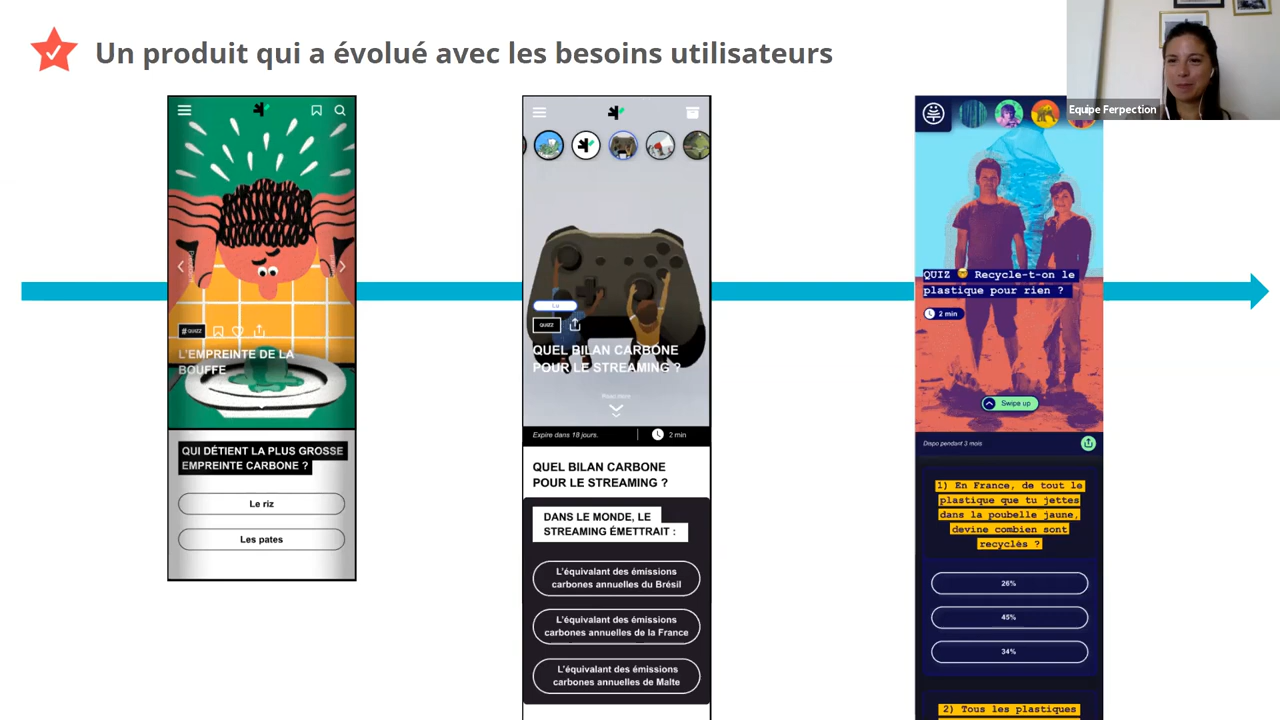 Un produit qui a évolué avec les besoins utilisateurs
Equipe Ferpection
#QUIZZ
L'EMPREINTE DE LA
BOUFFE
QUI DÉTIENT LA PLUS GROSSE
EMPREINTE CARBONE ?
Le riz
Les pates
Lu
QUIZZ
QUEL BILAN CARBONE
POUR LE STREAMING ?
Read more
Expire dans 18 jours.
2 min
QUEL BILAN CARBONE
POUR LE STREAMING ?
DANS LE MONDE, LE
STREAMING ÉMETTRAIT :
L'équivalant des émissions
carbones annuelles du Brésil
L'équivalant des émissions
carbones annuelles de la France
L'équivalant des émissions
carbones annuelles de Malte
QUIZ Recycle-t-on le
plastique pour rien ?
2 min
Swipe up
Dispo pendant 3 mois
1) En France, de tout le
plastique que tu jettes
dans la poubelle jaune,
devine combien sont
recyclés ?
26%
45%
34%
2) Tous les plastiques